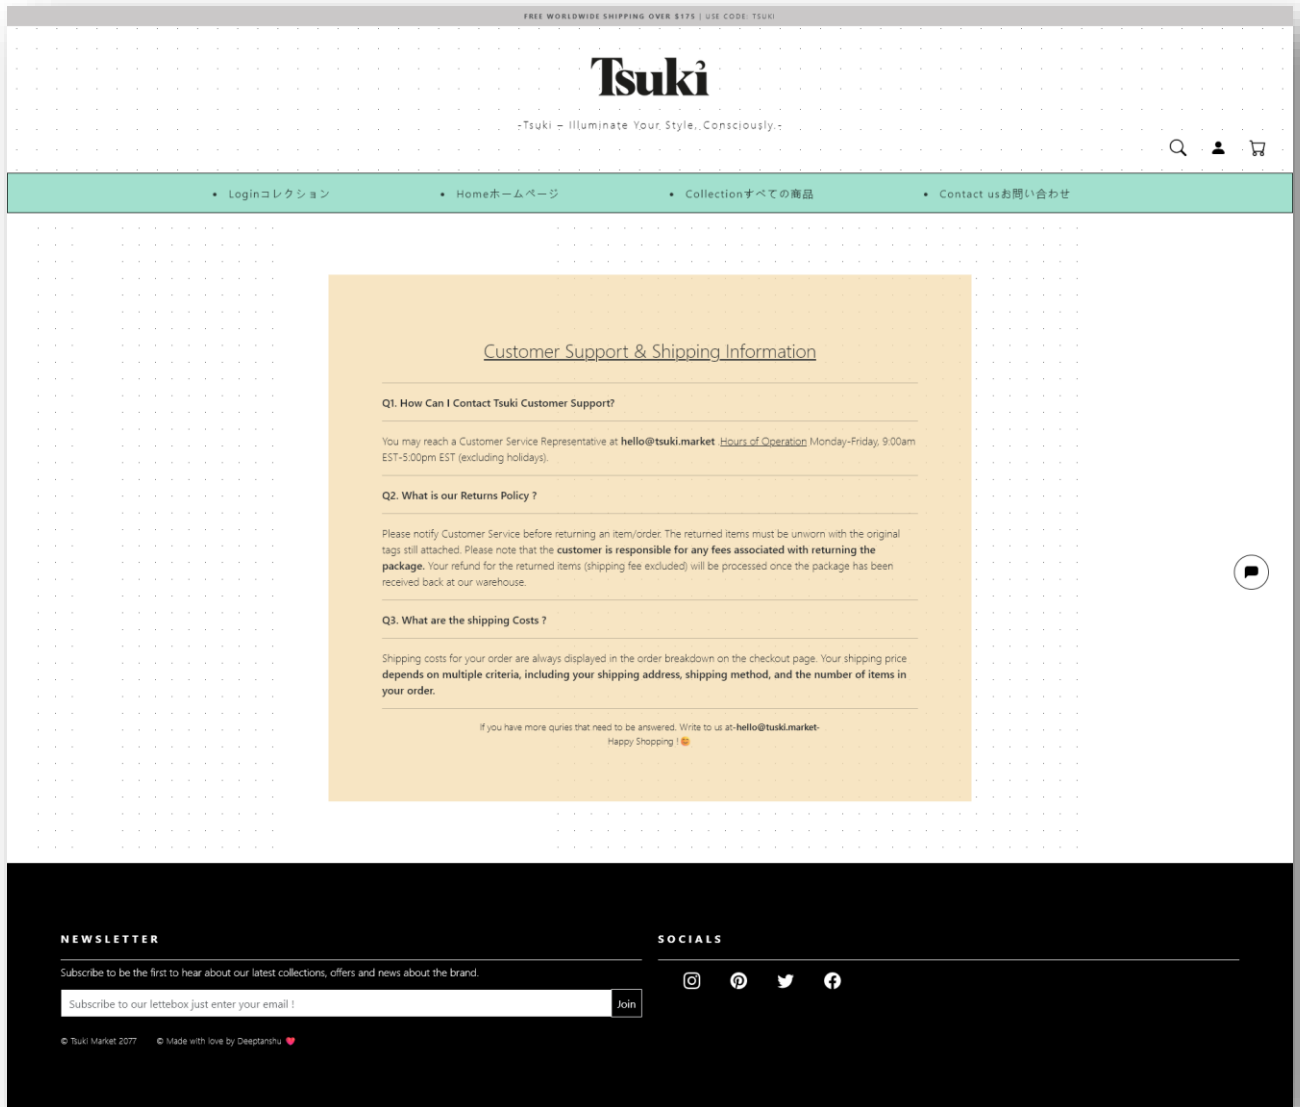 FREE WORLDWIDE SHIPPING OVER $175 | USE CODE: TSUKI
Tsuki
-Tsuki – Illuminate Your Style, Consciously.-
• Loginコレクション • Homeホームページ • Collectionすべての商品 • Contact usお問い合わせ
Customer Support & Shipping Information
Q1. How Can I Contact Tsuki Customer Support?
You may reach a Customer Service Representative at hello@tsuki.market .Hours of Operation Monday-Friday, 9:00am
EST-5:00pm EST (excluding holidays).
Q2. What is our Returns Policy ?
Please notify Customer Service before returning an item/order. The returned items must be unworn with the original
tags still attached. Please note that the customer is responsible for any fees associated with returning the
package. Your refund for the returned items (shipping fee excluded) will be processed once the package has been
received back at our warehouse.
Q3. What are the shipping Costs ?
Shipping costs for your order are always displayed in the order breakdown on the checkout page. Your shipping price
depends on multiple criteria, including your shipping address, shipping method, and the number of items in
your order.
If you have more quries that need to be answered. Write to us at-hello@tuski.market-
Happy Shopping !😊
NEWSLETTER
Subscribe to be the first to hear about our latest collections, offers and news about the brand.
Subscribe to our lettebox just enter your email ! Join
© Tsuki Market 2077 © Made with love by Deeptanshu ❤️
SOCIALS